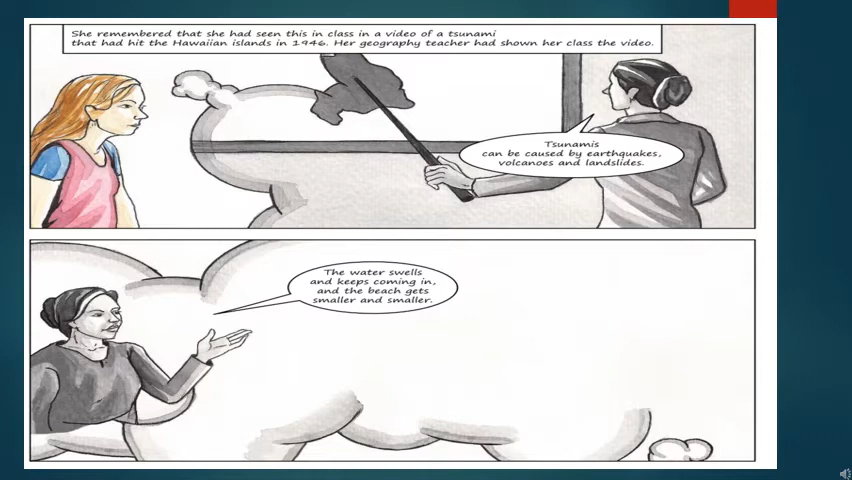 She remembered that she had seen this in class in a video of a tsunami
that had hit the Hawaiian islands in 1946. Her geography teacher had shown her class the video.
Tsunamis
can be caused by earthquakes,
volcanoes and landslides.
The water swells
and keeps coming in,
and the beach gets
smaller and smaller.